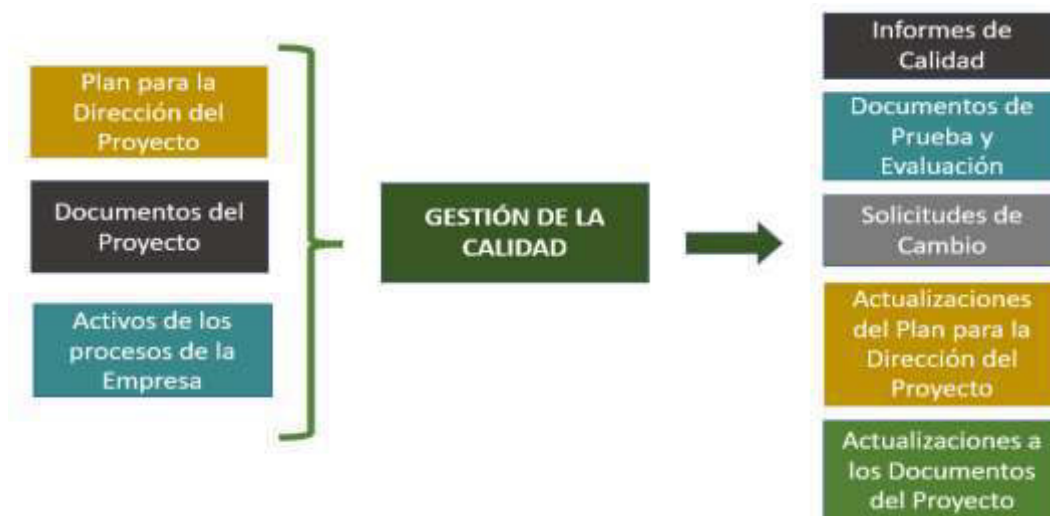 Plan para la
Dirección del
Proyecto
Documentos del
Proyecto
Activos de los
procesos de la
Empresa
GESTIÓN DE LA
CALIDAD
Informes de
Calidad
Documentos de
Prueba y
Evaluación
Solicitudes de
Cambio
Actualizaciones
del Plan para la
Dirección del
Proyecto
Actualizaciones a
los Documentos
del Proyecto